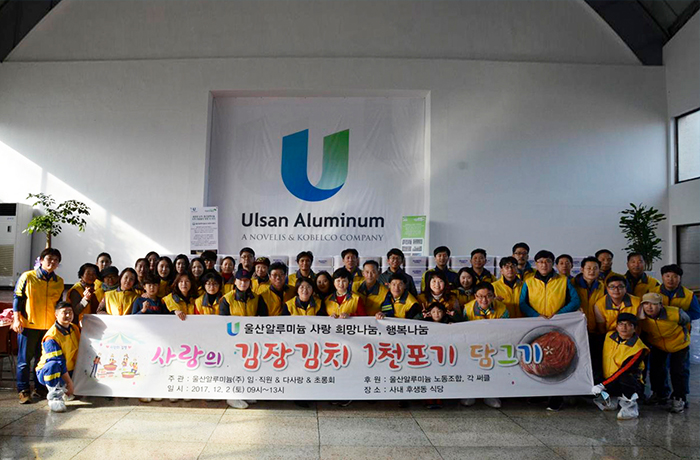 Ulsan Aluminum
A NOVELIS & KOBELCO COMPANY
울산알루미늄 사랑 희망나눔, 행복나눔
사랑의 김장김치 1천포기 담그기
주 관 : 울산알루미늄(주) 임·직원 & 다사랑 & 초롱회
후 원 : 울산알루미늄 노동조합, 각 써클
일 시 : 2017. 12. 2 (토) 09시~13시
장 소 : 사내 후생동 식당